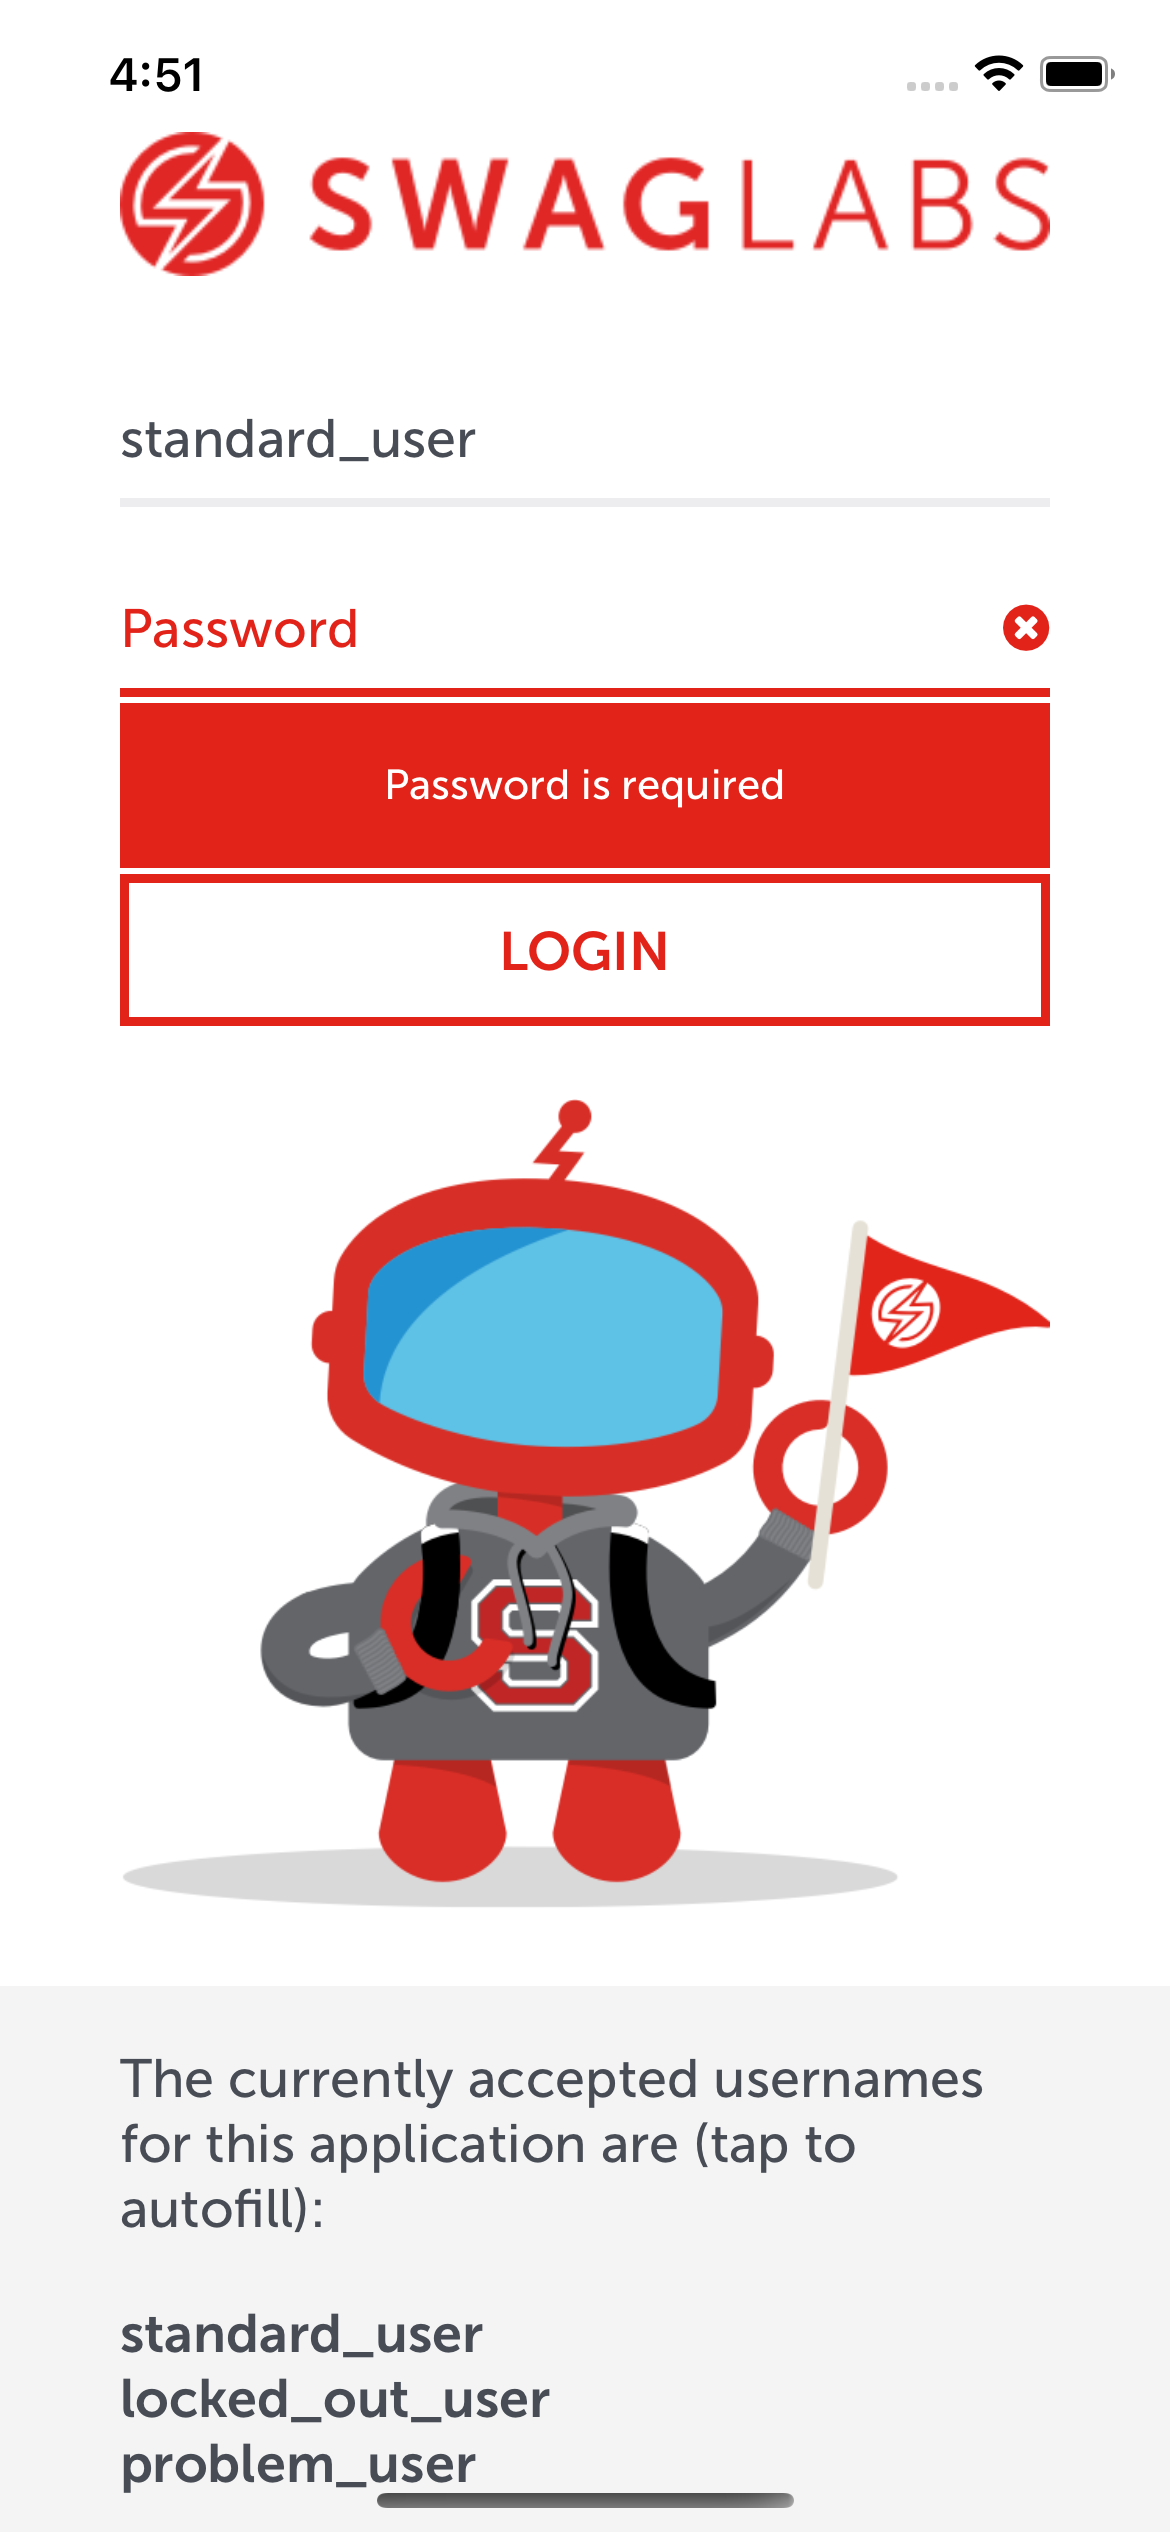 4:51
SWAGLABS
standard_user
Password
Password is required
LOGIN
S
The currently accepted usernames
for this application are (tap to
autofill):
standard_user
locked_out_user
problem_user